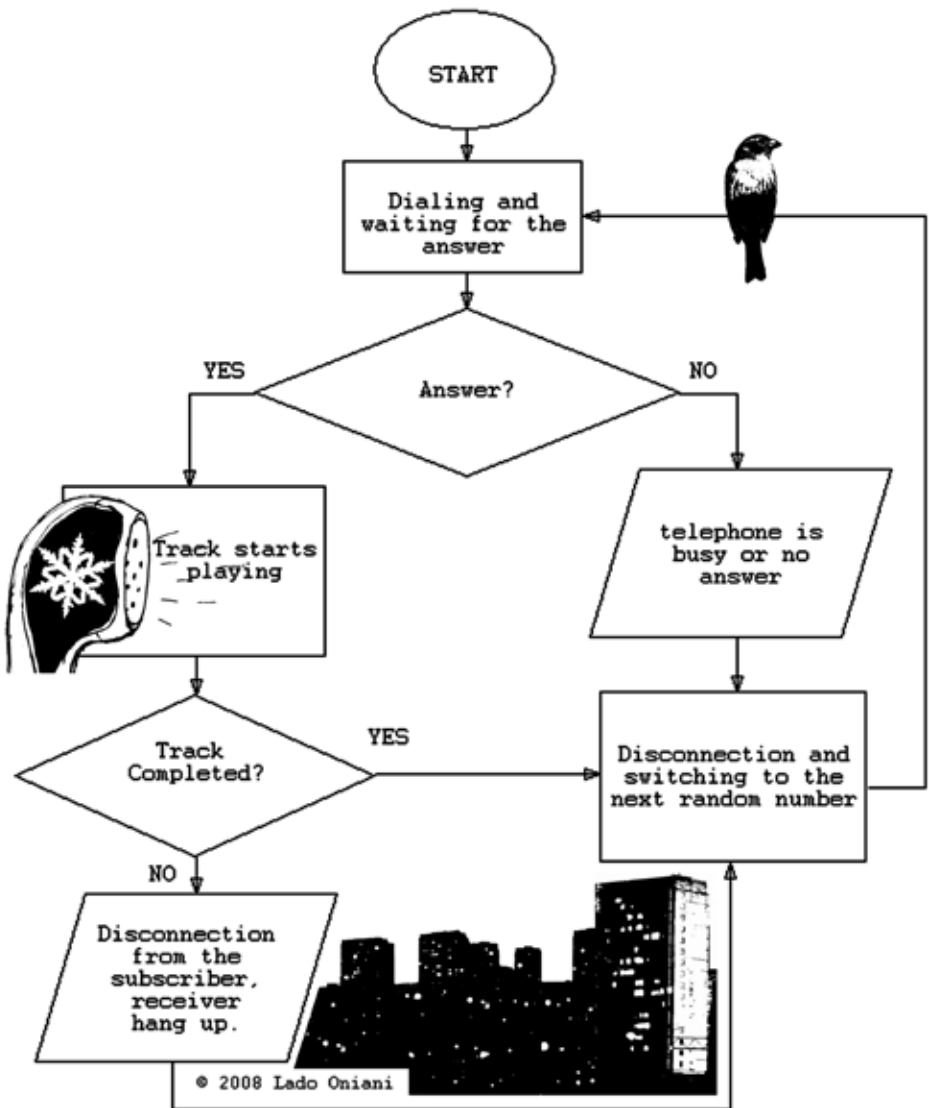 START
Dialing and
waiting for the
answer
YES
Answer?
NO
Track starts
playing
telephone is
busy or no
answer
Track
Completed?
YES
Disconnection and
switching to the
next random number
NO
Disconnection
from the
subscriber,
receiver
hang up.
© 2008 Lado Oniani